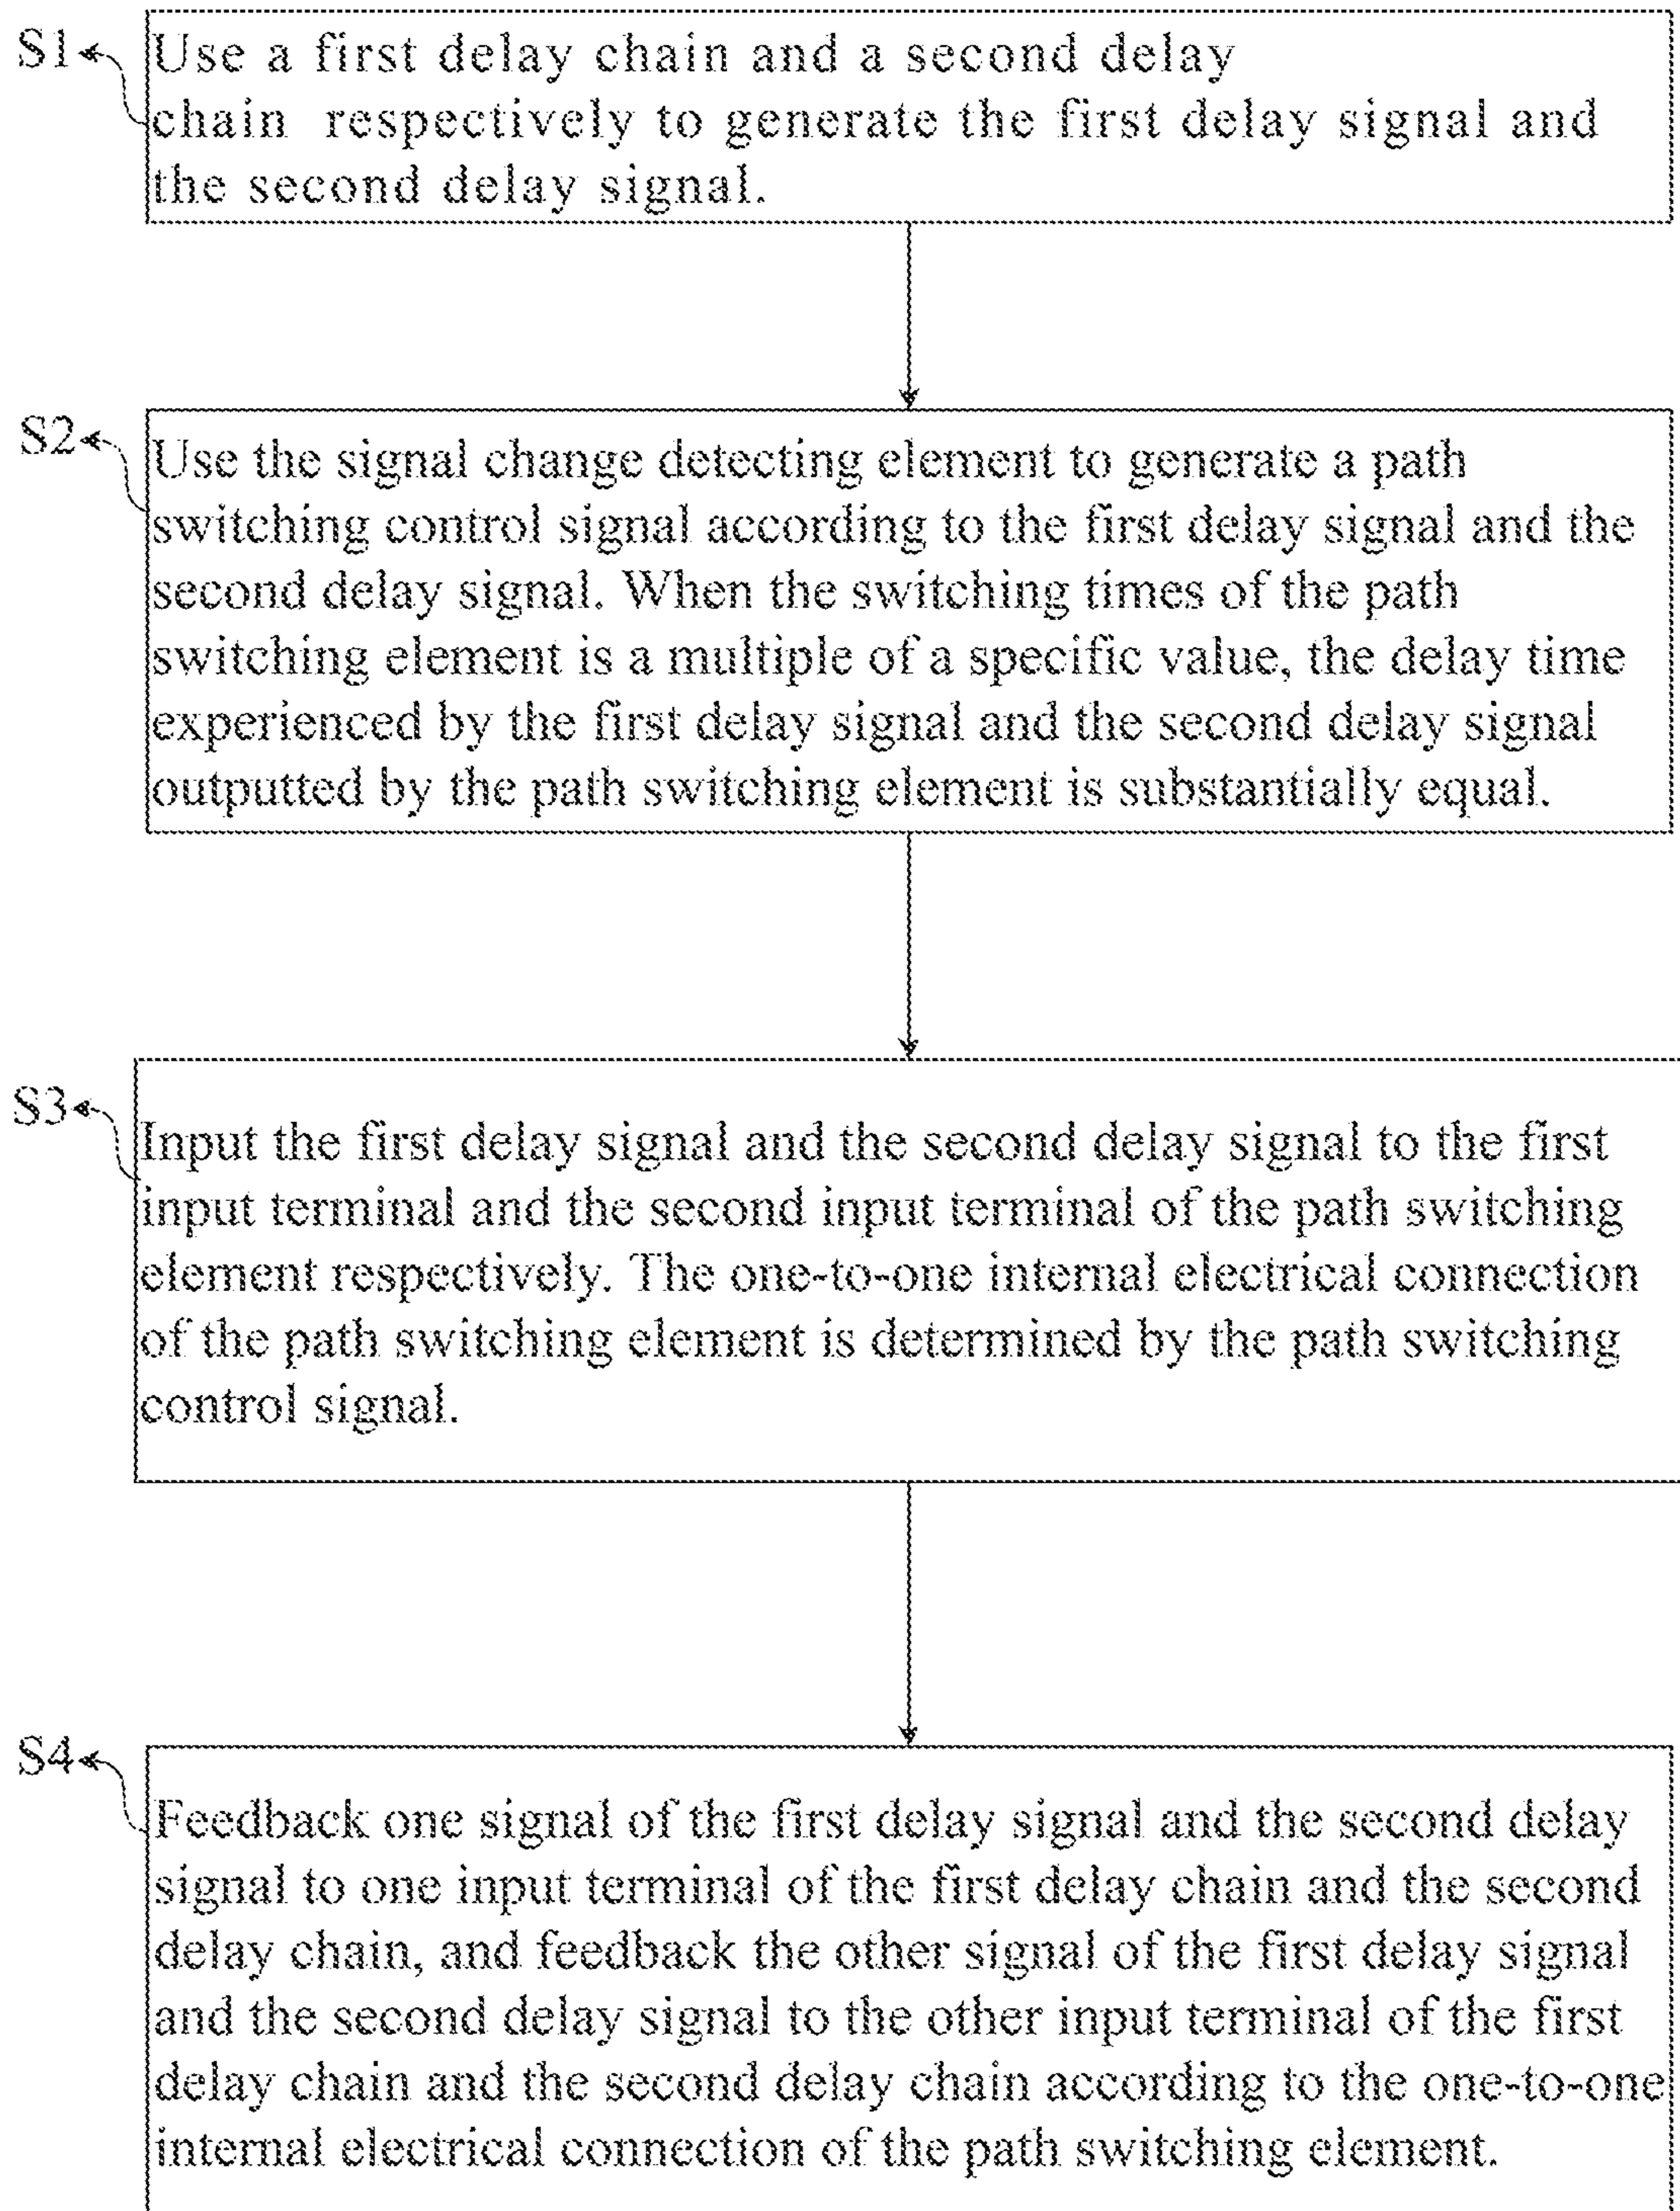 S1
Use a first delay chain and a second delay
chain respectively to generate the first delay signal and
the second delay signal.
S2
Use the signal change detecting element to generate a path
switching control signal according to the first delay signal and the
second delay signal. When the switching times of the path
switching element is a multiple of a specific value, the delay time
experienced by the first delay signal and the second delay signal
outputted by the path switching element is substantially equal.
S3
Input the first delay signal and the second delay signal to the first
input terminal and the second input terminal of the path switching
element respectively. The one-to-one internal electrical connection
of the path switching element is determined by the path switching
control signal.
S4
Feedback one signal of the first delay signal and the second delay
signal to one input terminal of the first delay chain and the second
delay chain, and feedback the other signal of the first delay signal
and the second delay signal to the other input terminal of the first
delay chain and the second delay chain according to the one-to-one
internal electrical connection of the path switching element.